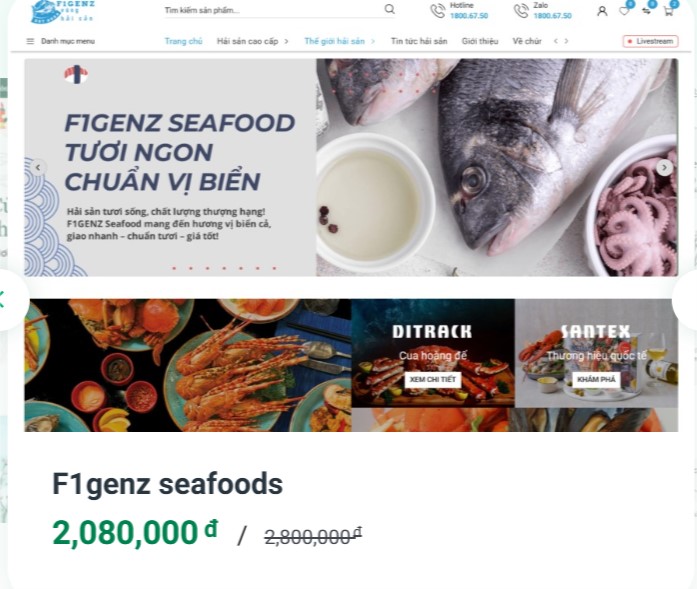 F1GENZ
Tìm kiếm sản phẩm...
Hotline
1800.67.50
Zalo
1800.67.50
Danh mục menu
Trang chủ
Hải sản cao cấp
Thế giới hải sản
Tin tức hải sản
Giới thiệu
Về chúr
Livestream
F1GENZ SEAFOOD
TƯƠI NGON
CHUẨN VỊ BIỂN
Hải sản tươi sống, chất lượng thượng hạng!
F1GENZ Seafood mang đến hương vị biển cả,
giao nhanh – chuẩn tươi – giá tốt!
DITRACK
Cua hoàng đế
XEM CHI TIẾT
SANTEX
Thương hiệu quốc tế
KHÁM PHÁ
F1genz seafoods
2,080,000 đ / 2,800,000 đ